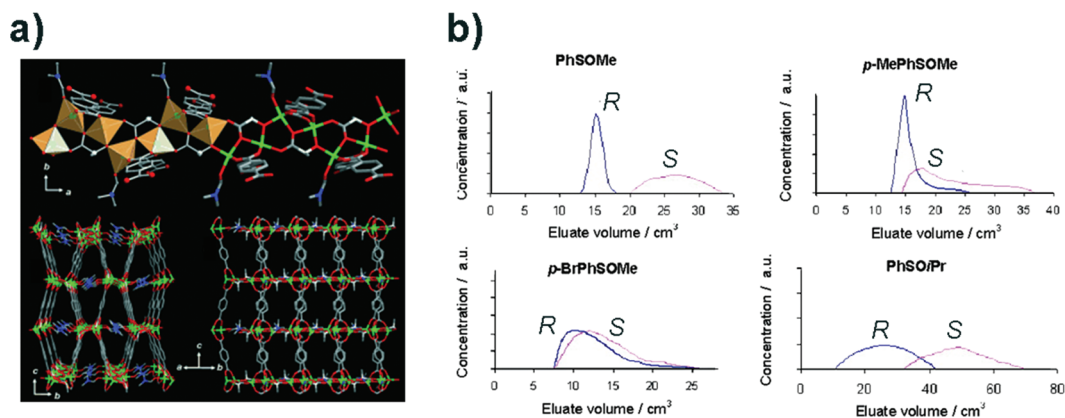 a)
b
a
c
b
c
a
b
b)
PhSOMe
R
S
Concentration / a.u.
0 5 10 15 20 25 30 35
Eluate volume / cm³
p-MePhSOMe
R
S
Concentration / a.u.
0 5 10 15 20 25 30 35 40
Eluate volume / cm³
p-BrPhSOMe
R
S
Concentration / a.u.
0 5 10 15 20 25
Eluate volume / cm³
PhSOiPr
R
S
Concentration / a.u.
0 20 40 60 80
Eluate volume / cm³